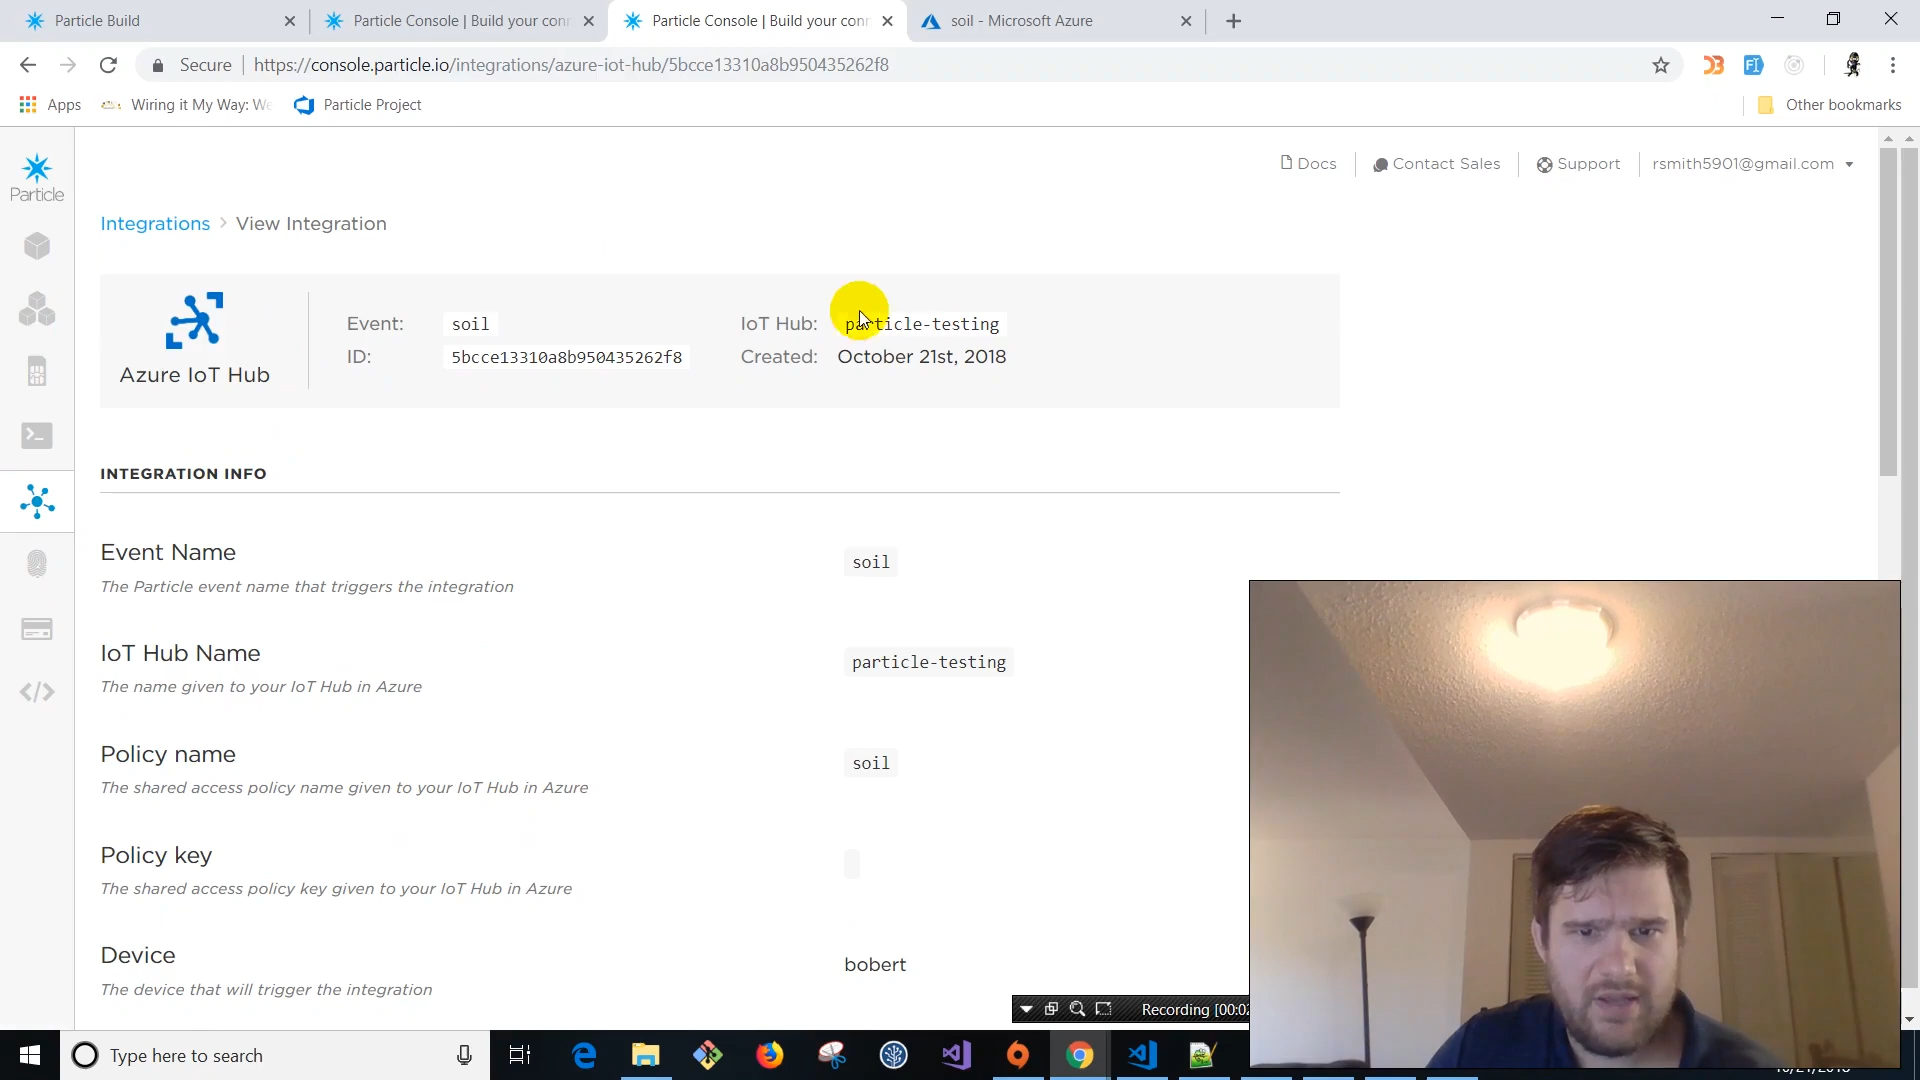 Particle Build
Particle Console | Build your con
Particle Console | Build your conn
soil - Microsoft Azure
Secure
https://console.particle.io/integrations/azure-iot-hub/5bcce13310a8b950435262f8
Apps
Wiring it My Way: We
Particle Project
Other bookmarks
Particle
Docs
Contact Sales
Support
rsmith5901@gmail.com
Integrations > View Integration
Azure IoT Hub
Event: soil
ID: 5bcce13310a8b950435262f8
IoT Hub: particle-testing
Created: October 21st, 2018
INTEGRATION INFO
Event Name
The Particle event name that triggers the integration
soil
IoT Hub Name
The name given to your IoT Hub in Azure
particle-testing
Policy name
The shared access policy name given to your IoT Hub in Azure
soil
Policy key
The shared access policy key given to your IoT Hub in Azure
Device
The device that will trigger the integration
bobert
Recording [00:02
Type here to search